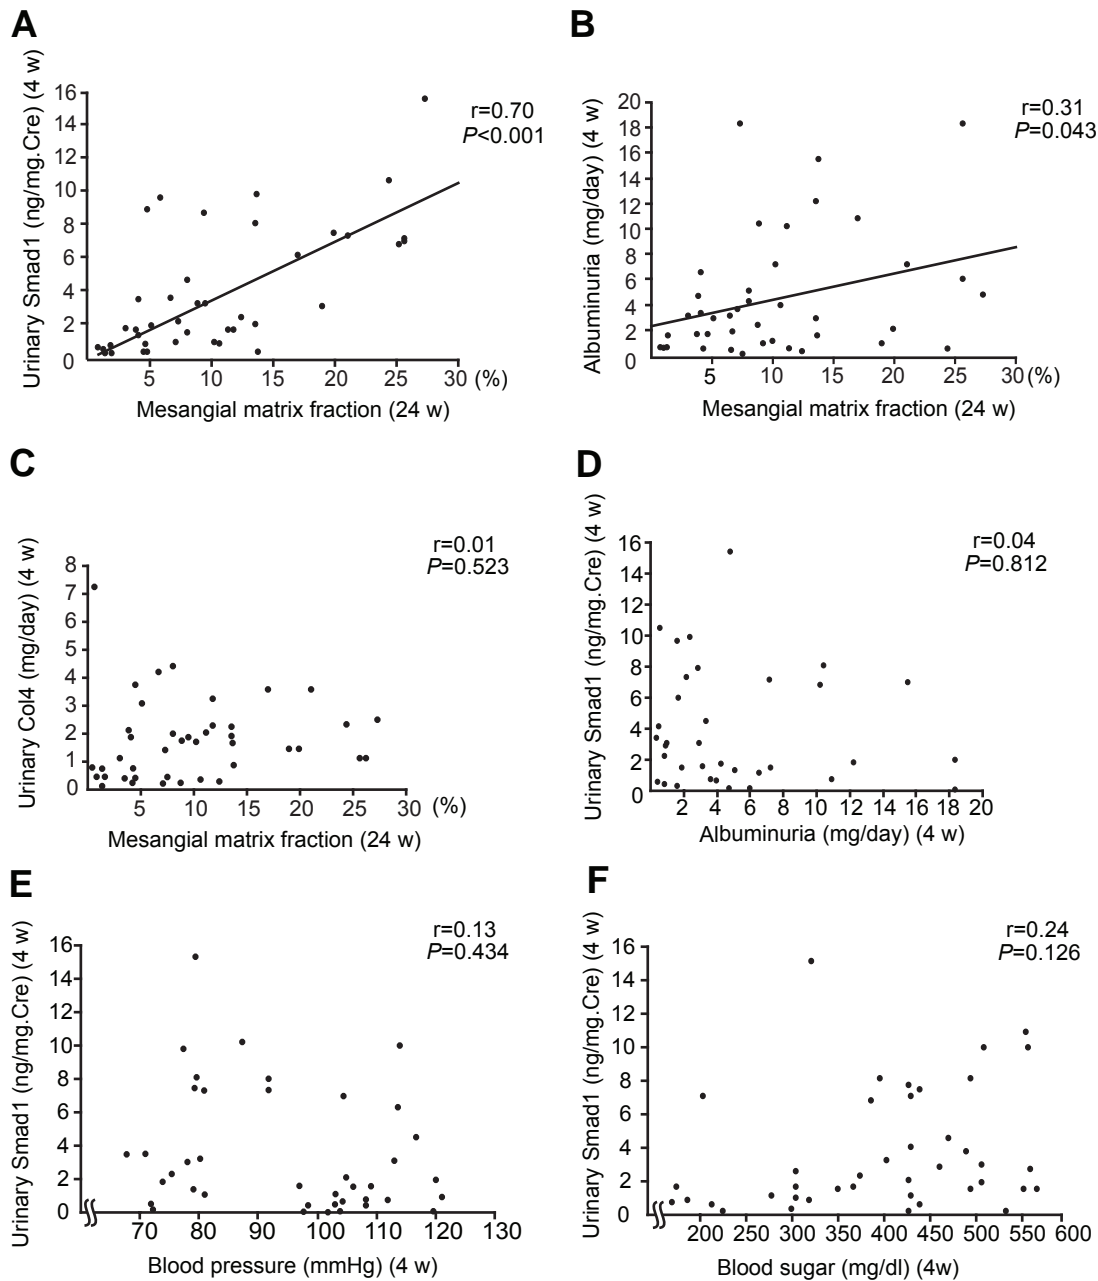 A
Urinary Smad1 (ng/mg.Cre) (4 w)
16
14
12
10
8
6
4
2
0
r=0.70
P<0.001
5 10 15 20 25 30 (%)
Mesangial matrix fraction (24 w)
B
Albuminuria (mg/day) (4 w)
20
18
16
14
12
10
8
6
4
2
0
r=0.31
P=0.043
5 10 15 20 25 30 (%)
Mesangial matrix fraction (24 w)
C
Urinary Col4 (mg/day) (4 w)
8
7
6
5
4
3
2
1
0
r=0.01
P=0.523
5 10 15 20 25 30 (%)
Mesangial matrix fraction (24 w)
D
Urinary Smad1 (ng/mg.Cre) (4 w)
16
14
12
10
8
6
4
2
0
r=0.04
P=0.812
2 4 6 8 10 12 14 16 18 20
Albuminuria (mg/day) (4 w)
E
Urinary Smad1 (ng/mg.Cre) (4 w)
16
14
12
10
8
6
4
2
0
r=0.13
P=0.434
70 80 90 100 110 120 130
Blood pressure (mmHg) (4 w)
F
Urinary Smad1 (ng/mg.Cre) (4 w)
16
14
12
10
8
6
4
2
0
r=0.24
P=0.126
200 250 300 350 400 450 500 550 600
Blood sugar (mg/dl) (4w)